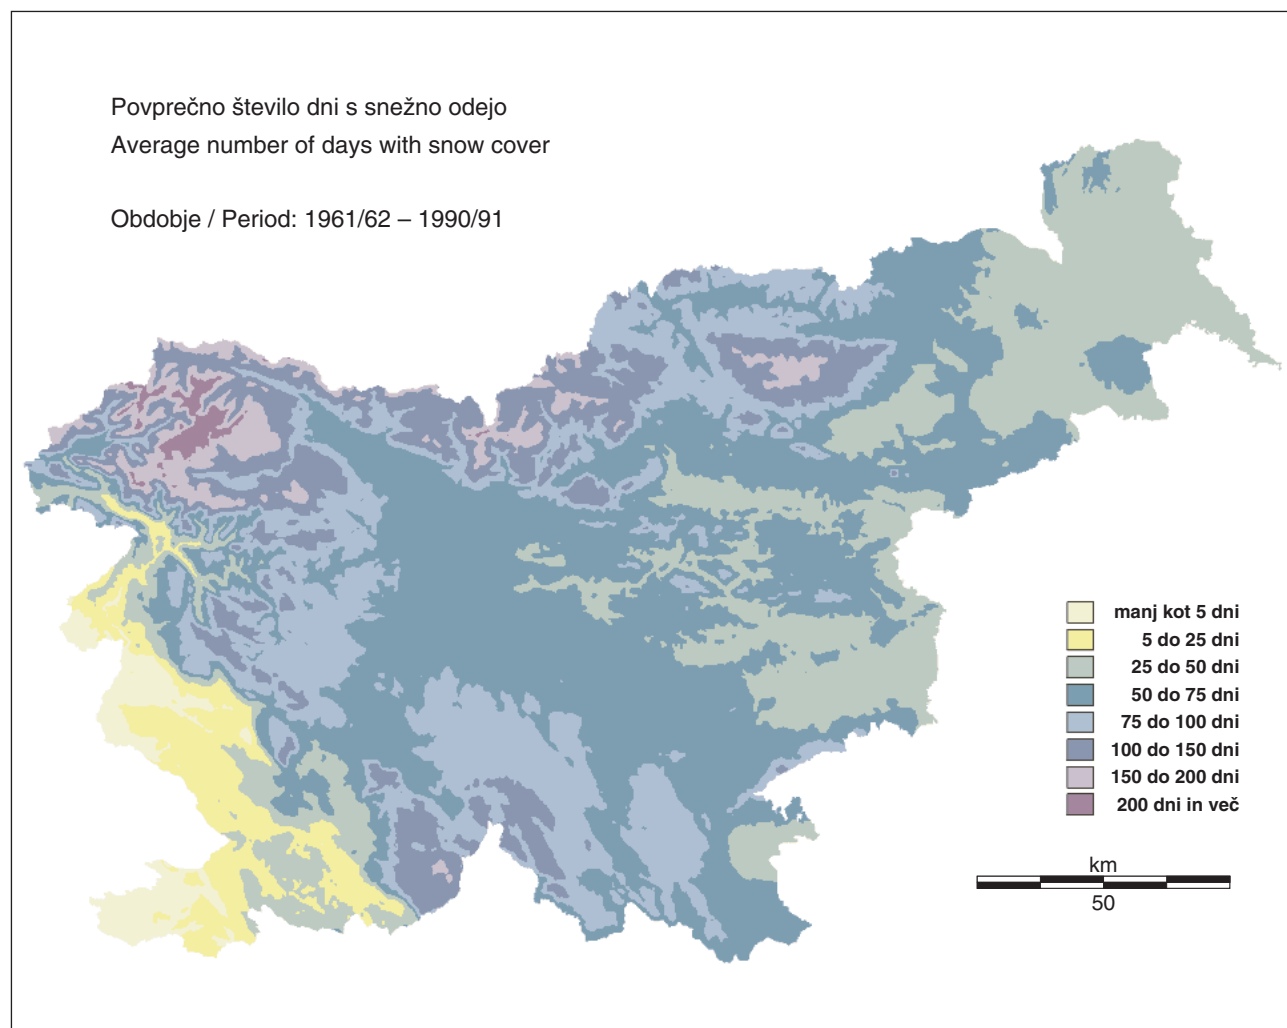 Povprečno število dni s snežno odejo
Average number of days with snow cover
Obdobje / Period: 1961/62 – 1990/91
manj kot 5 dni
5 do 25 dni
25 do 50 dni
50 do 75 dni
75 do 100 dni
100 do 150 dni
150 do 200 dni
200 dni in več
km
50